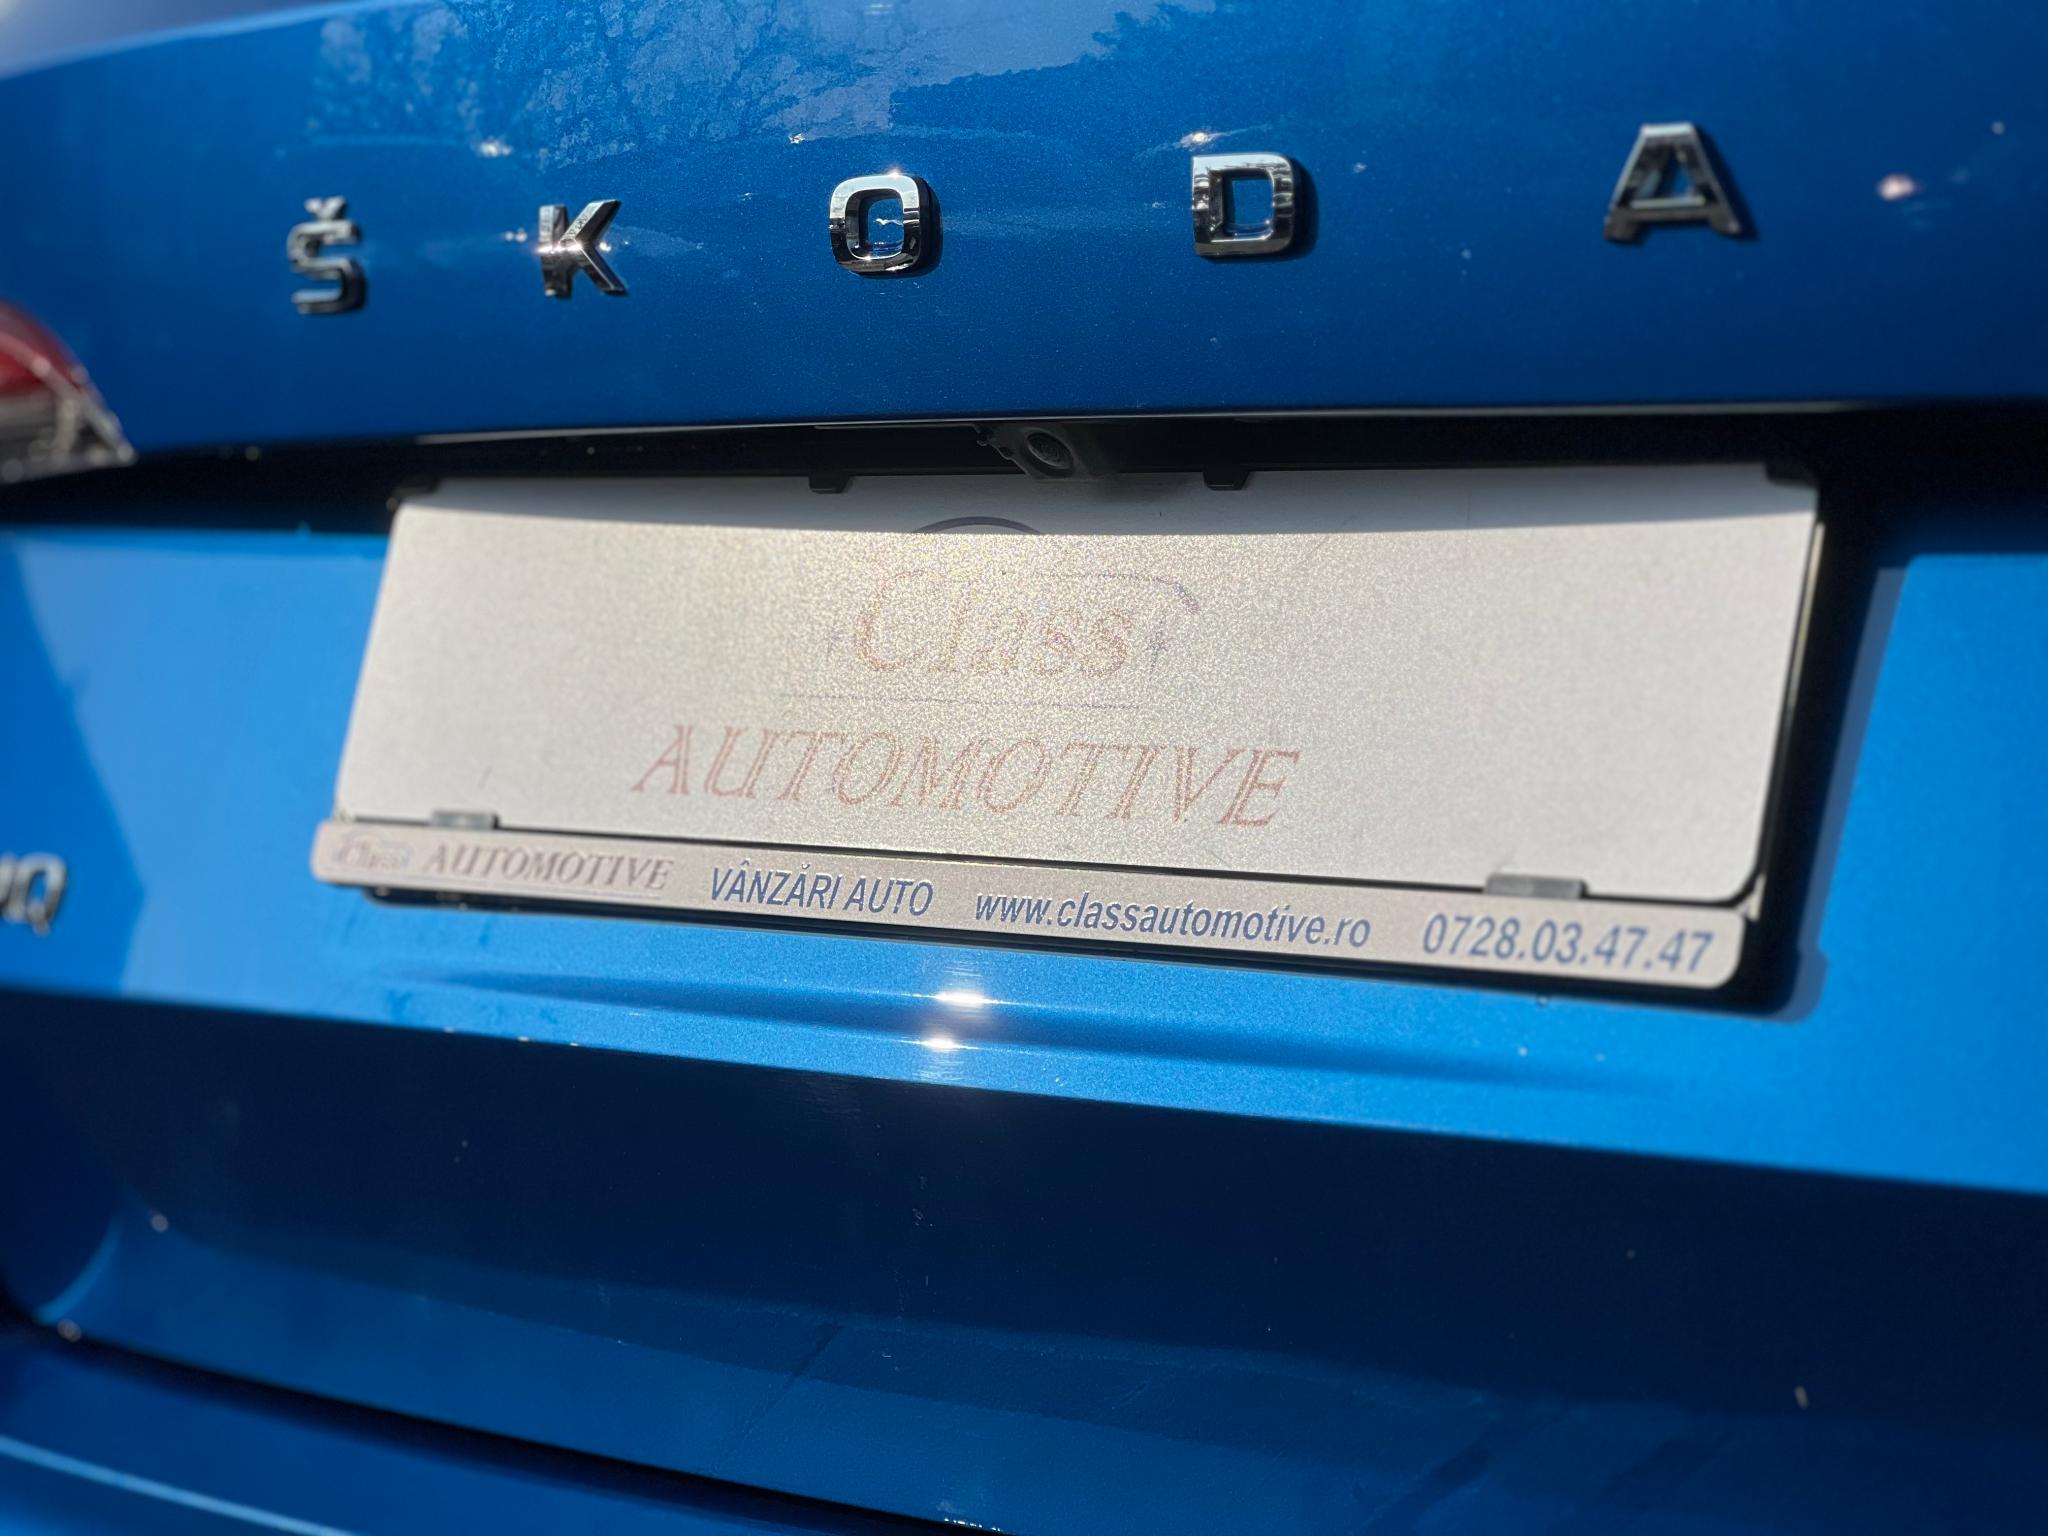 ŠKODA
Class
AUTOMOTIVE
Class AUTOMOTIVE VÂNZĂRI AUTO www.classautomotive.ro 0728.03.47.47